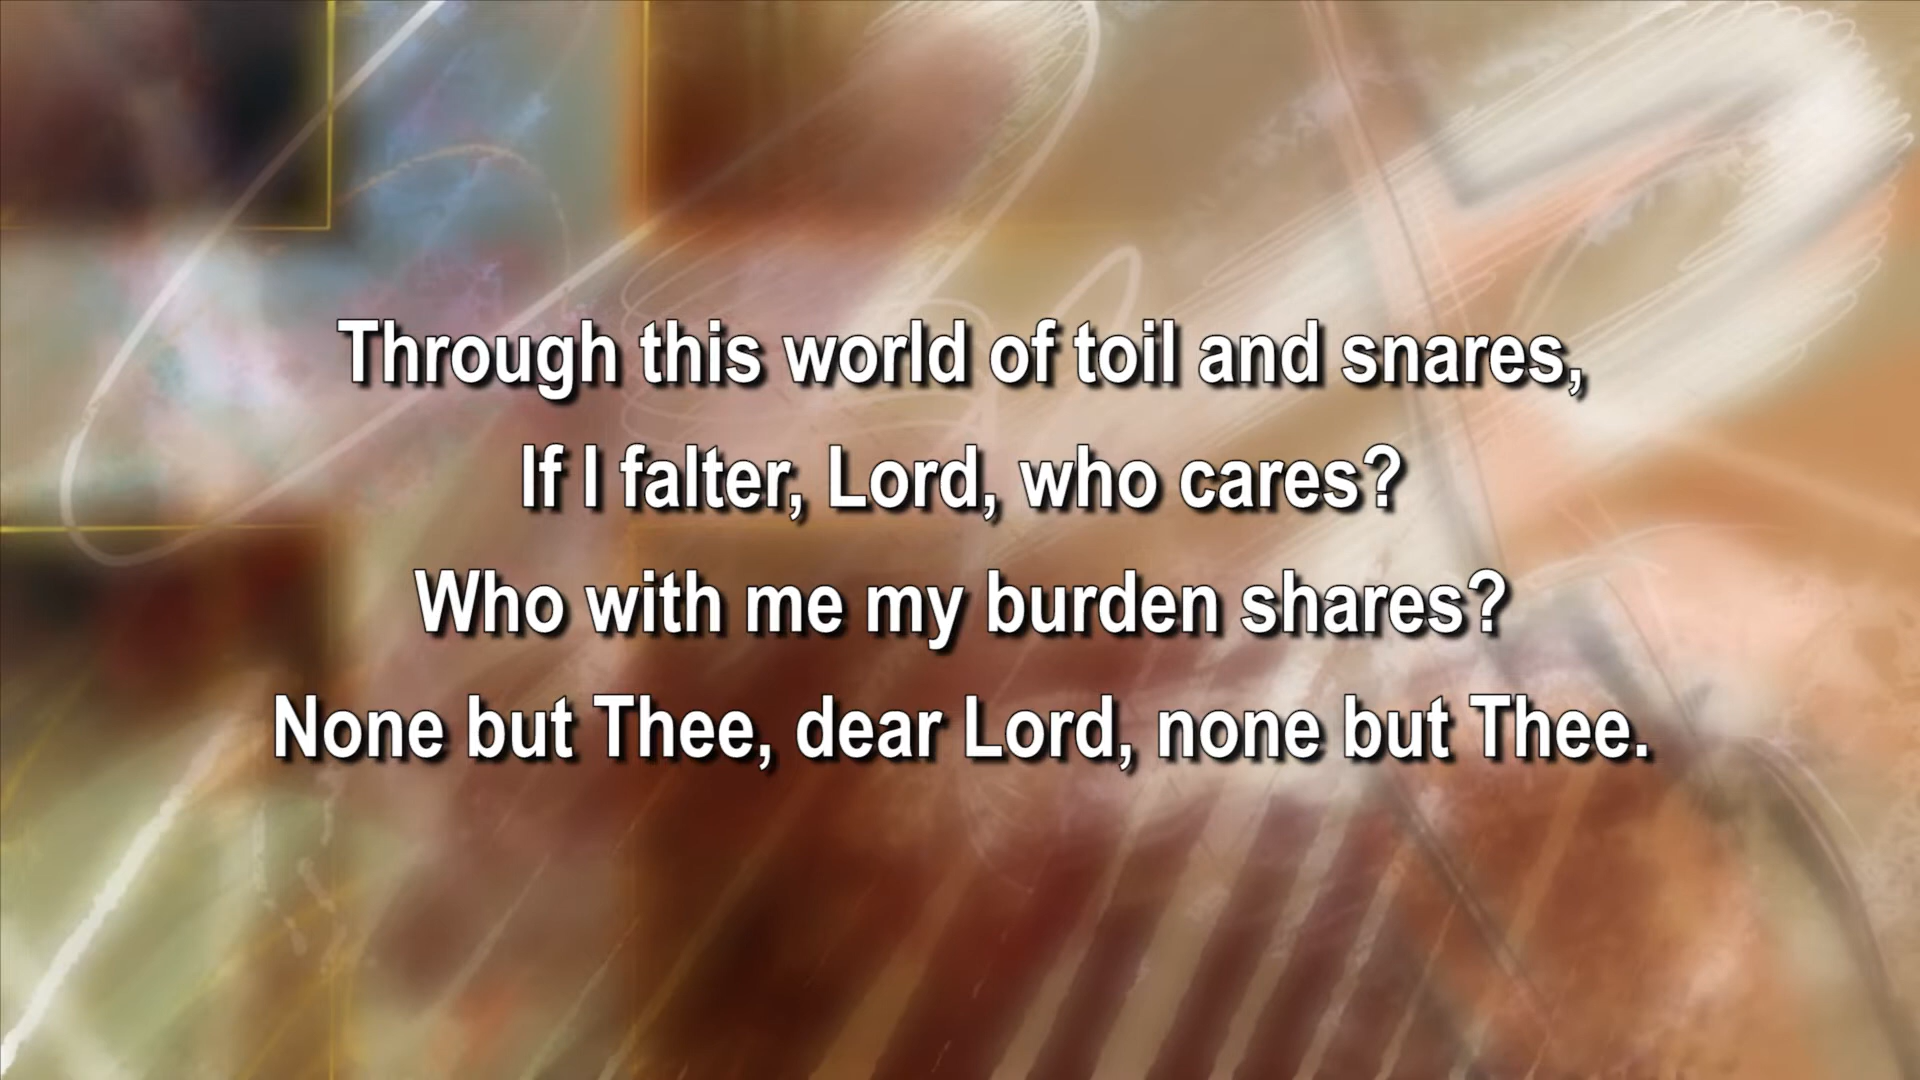 Through this world of toil and snares,
If I falter, Lord, who cares?
Who with me my burden shares?
None but Thee, dear Lord, none but Thee.